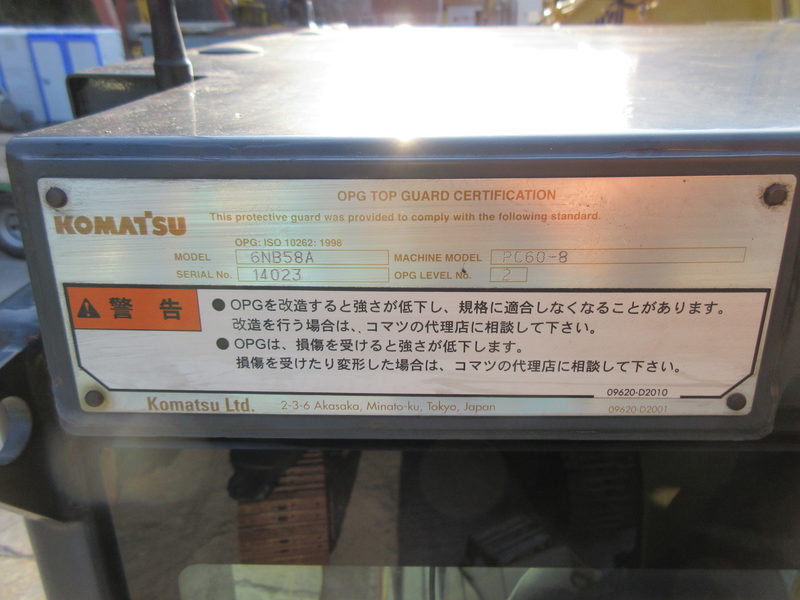 OPG TOP GUARD CERTIFICATION
KOMATSU
This protective guard was provided to comply with the following standard.
OPG: ISO 10262: 1998
MODEL 6NB58A MACHINE MODEL PC60-8
SERIAL No. 14023 OPG LEVEL No. 2
警告
●OPGを改造すると強さが低下し、規格に適合しなくなることがあります。
改造を行う場合は、コマツの代理店に相談して下さい。
●OPGは、損傷を受けると強さが低下します。
損傷を受けたり変形した場合は、コマツの代理店に相談して下さい。
09620-D2010
Komatsu Ltd. 2-3-6 Akasaka, Minato-ku, Tokyo, Japan 09620-D2001